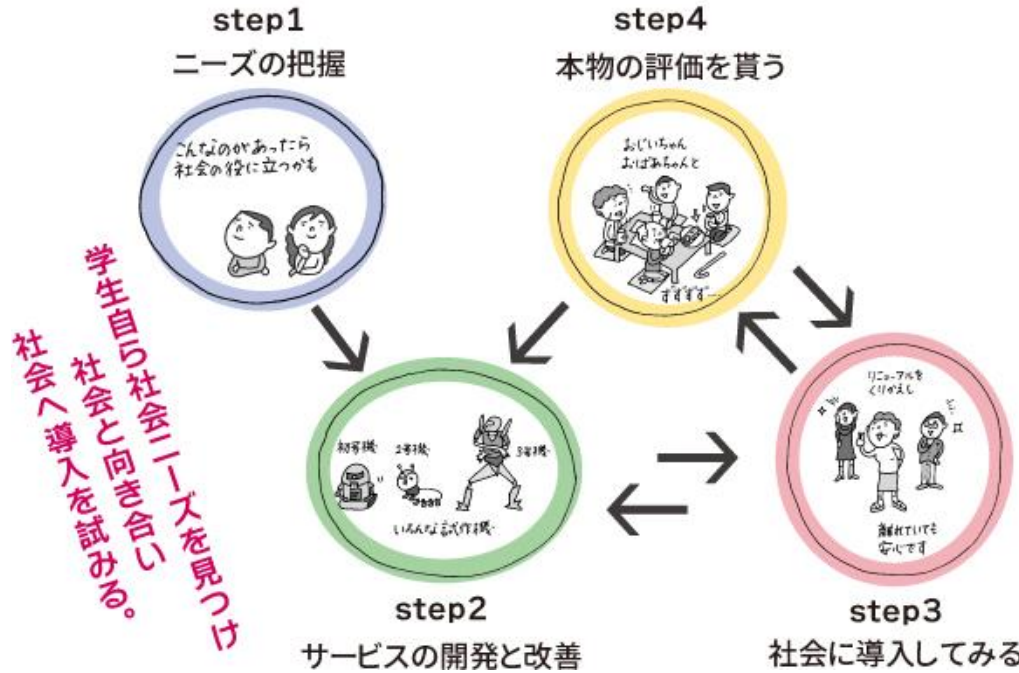 step1
ニーズの把握
こんなのがあったら
社会の役に立つかも
step4
本物の評価を貰う
おじいちゃん
おばあちゃんと
ずずずず……
学生自ら社会ニーズを見つけ
社会と向き合い
社会へ導入を試みる。
初号機
2号機
3号機
いろんな試作機
step2
サービスの開発と改善
リニューアルを
くりかえし
離れていても
安心です
step3
社会に導入してみる